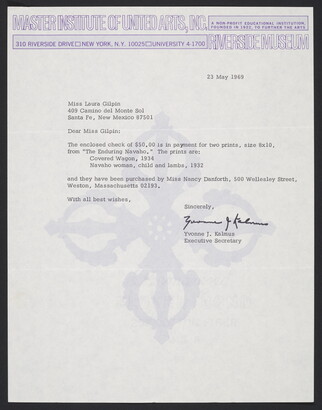 MASTER INSTITUTE OF UNITED ARTS, INC.
A NON-PROFIT EDUCATIONAL INSTITUTION,
FOUNDED IN 1922, TO FURTHER THE ARTS
310 RIVERSIDE DRIVE □ NEW YORK, N.Y. 10025 □ UNIVERSITY 4-1700
RIVERSIDE MUSEUM
23 May 1969
Miss Laura Gilpin
409 Camino del Monte Sol
Santa Fe, New Mexico 87501
Dear Miss Gilpin:
The enclosed check of $50.00 is in payment for two prints, size 8x10,
from "The Enduring Navaho." The prints are:
Covered Wagon, 1934
Navaho woman, child and lambs, 1932
and they have been purchased by Miss Nancy Danforth, 500 Wellesley Street,
Weston, Massachusetts 02193.
With all best wishes,
Sincerely,
Yvonne J. Kalmus
Yvonne J. Kalmus
Executive Secretary